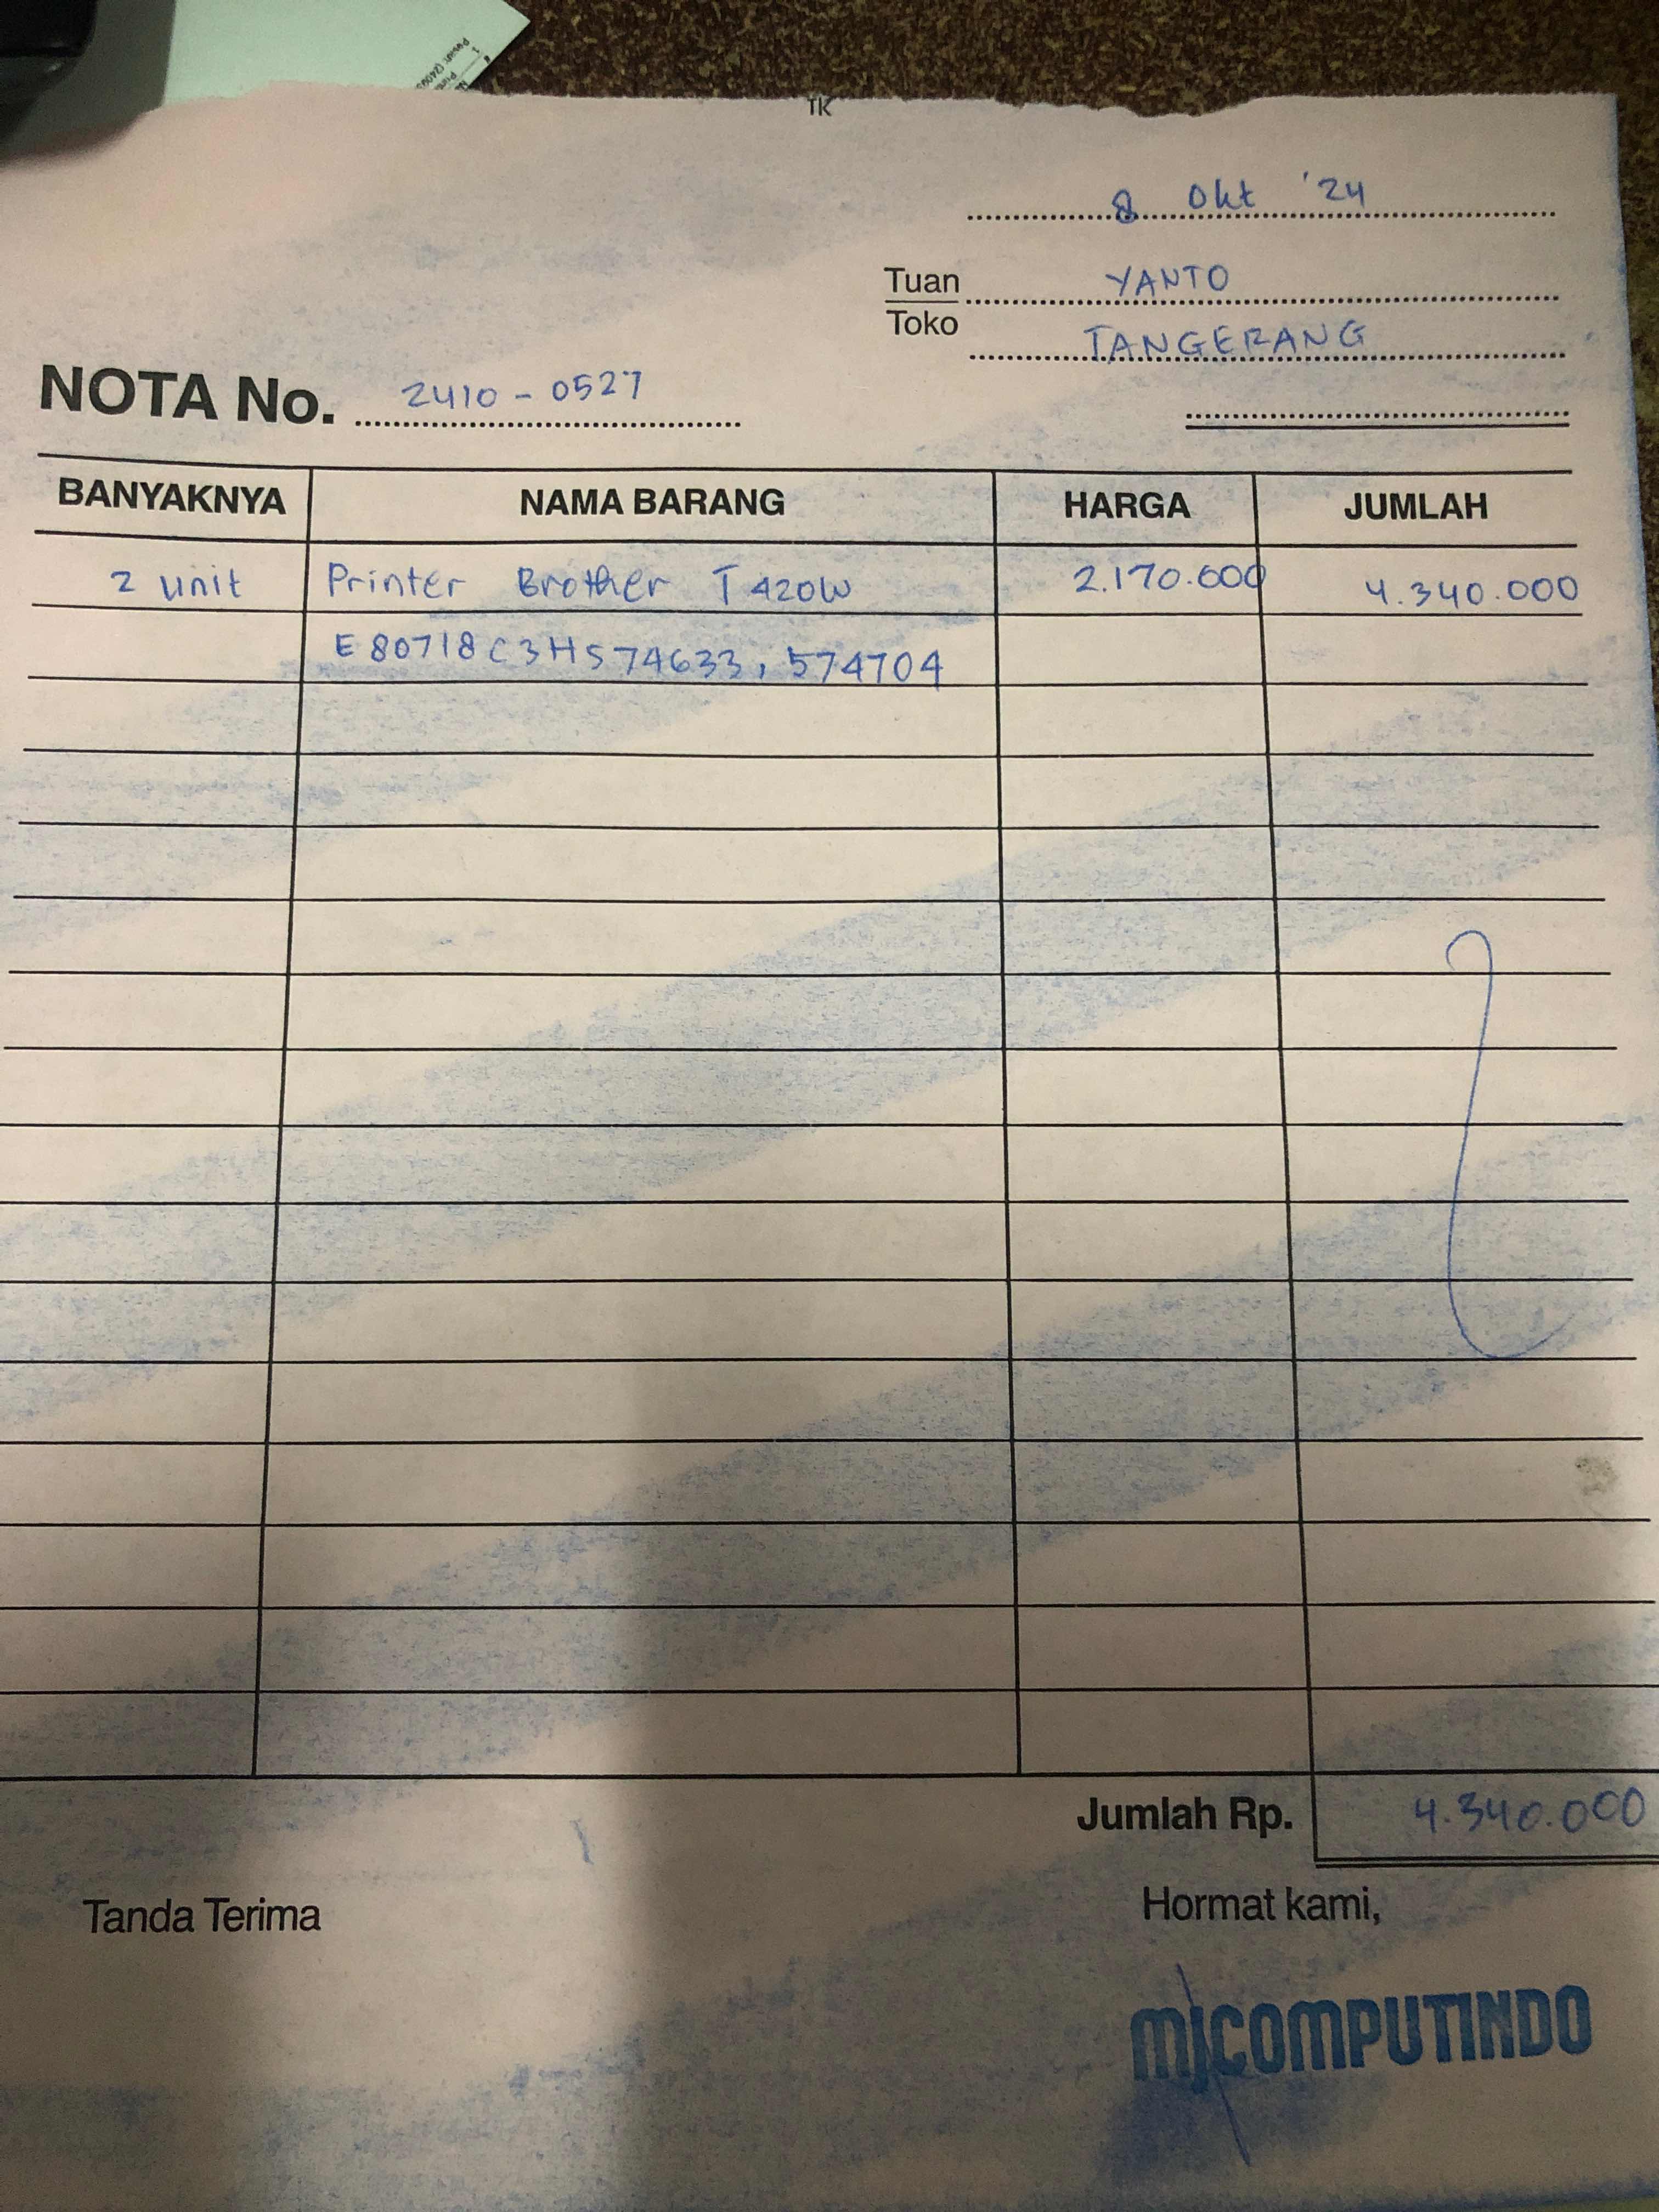 TK
8 Okt '24
Tuan YANTO
Toko TANGERANG
NOTA No. 2410-0527
BANYAKNYA NAMA BARANG HARGA JUMLAH
2 Unit Printer Brother T420W 2.170.000 4.340.000
E80718C3H574633, 574704
Jumlah Rp. 4.340.000
Tanda Terima Hormat kami,
mjCOMPUTINDO